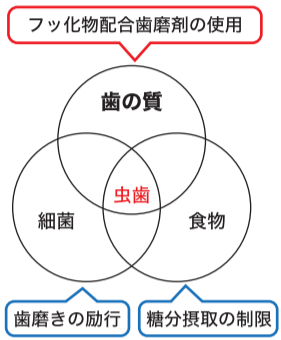 フッ化物配合歯磨剤の使用
歯の質
虫歯
細菌
食物
歯磨きの励行
糖分摂取の制限